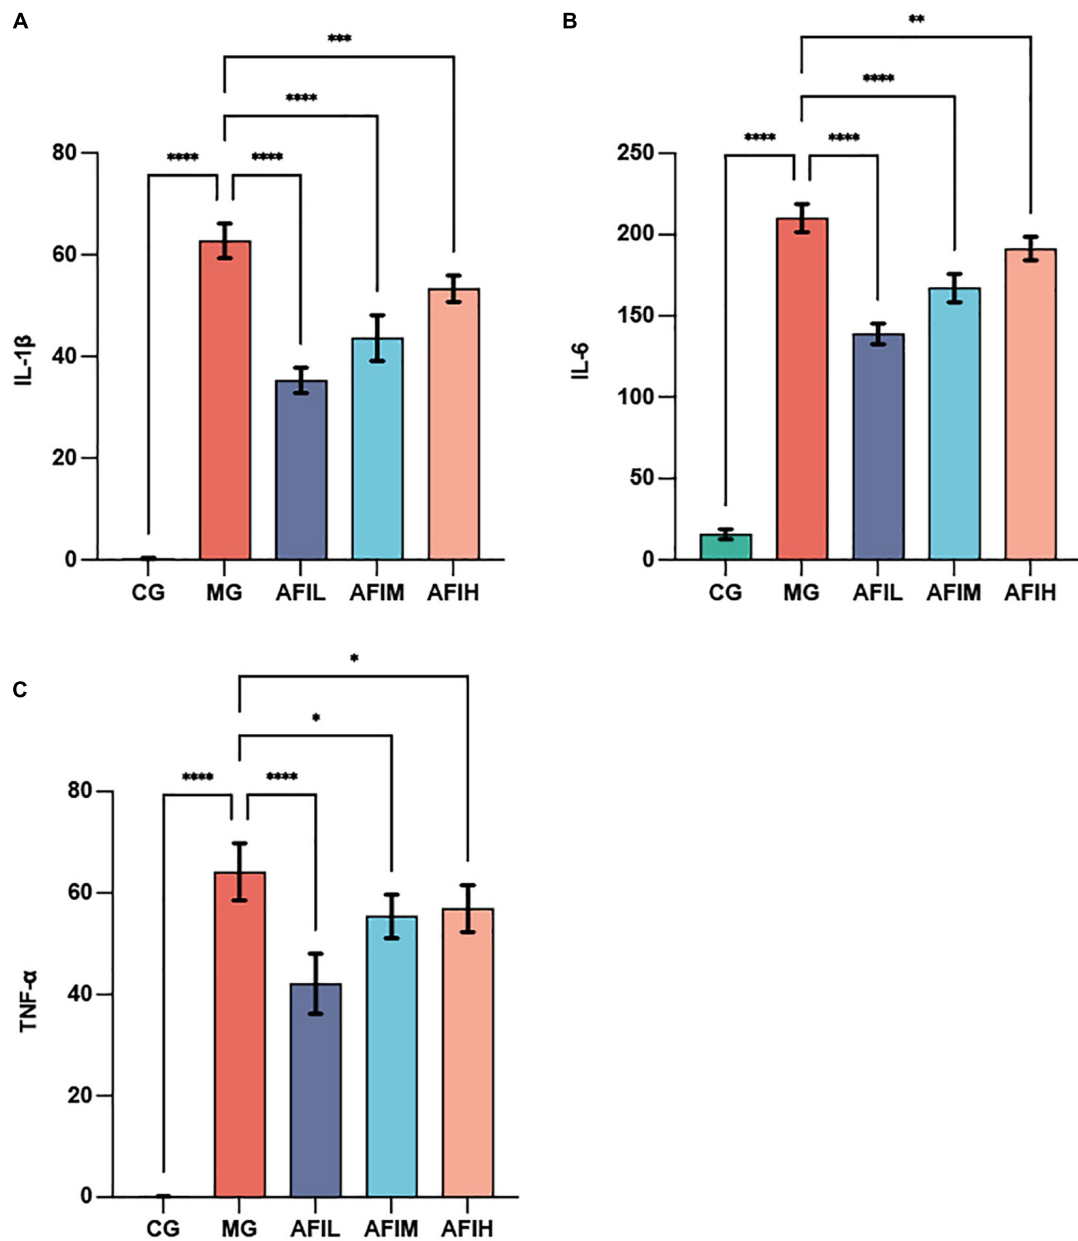 A
***
****
**** ****
80
60
40
20
0
IL-1β
CG MG AFIL AFIM AFIH
B
**
****
**** ****
250
200
150
100
50
0
IL-6
CG MG AFIL AFIM AFIH
C
*
*
**** ****
80
60
40
20
0
TNF-α
CG MG AFIL AFIM AFIH